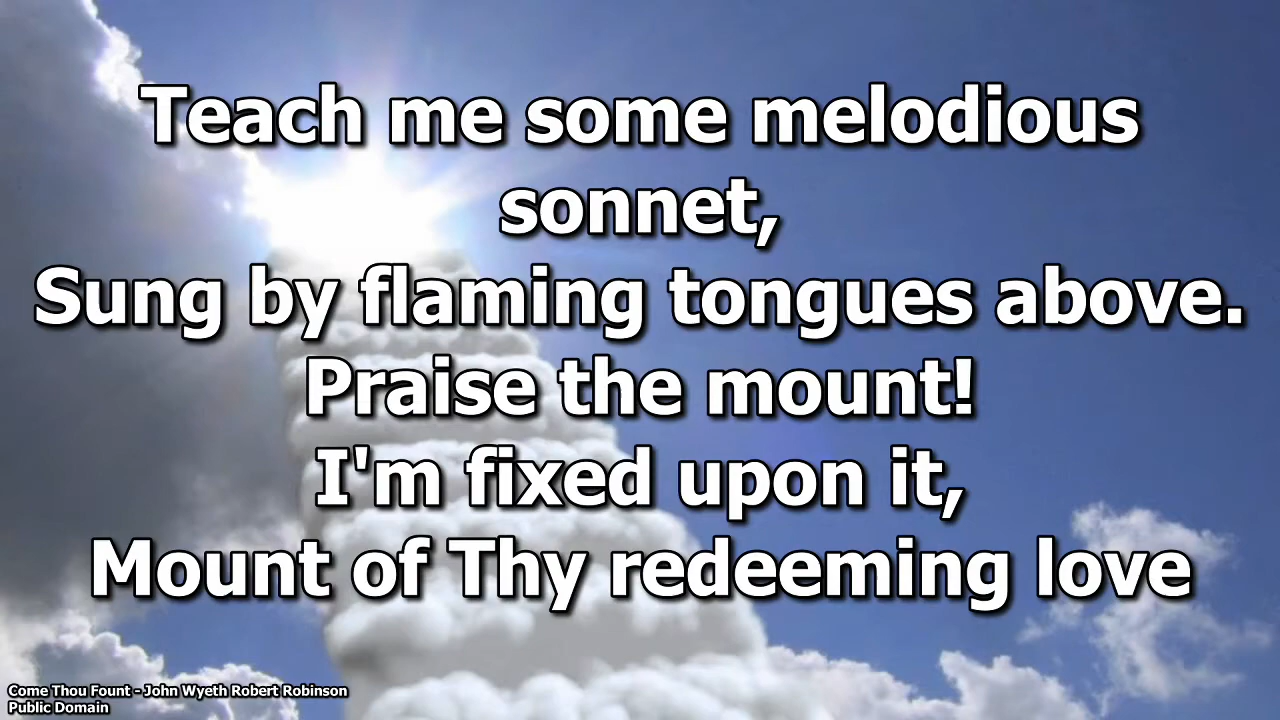 Teach me some melodious
sonnet,
Sung by flaming tongues above.
Praise the mount!
I'm fixed upon it,
Mount of Thy redeeming love
Come Thou Fount - John Wyeth Robert Robinson
Public Domain